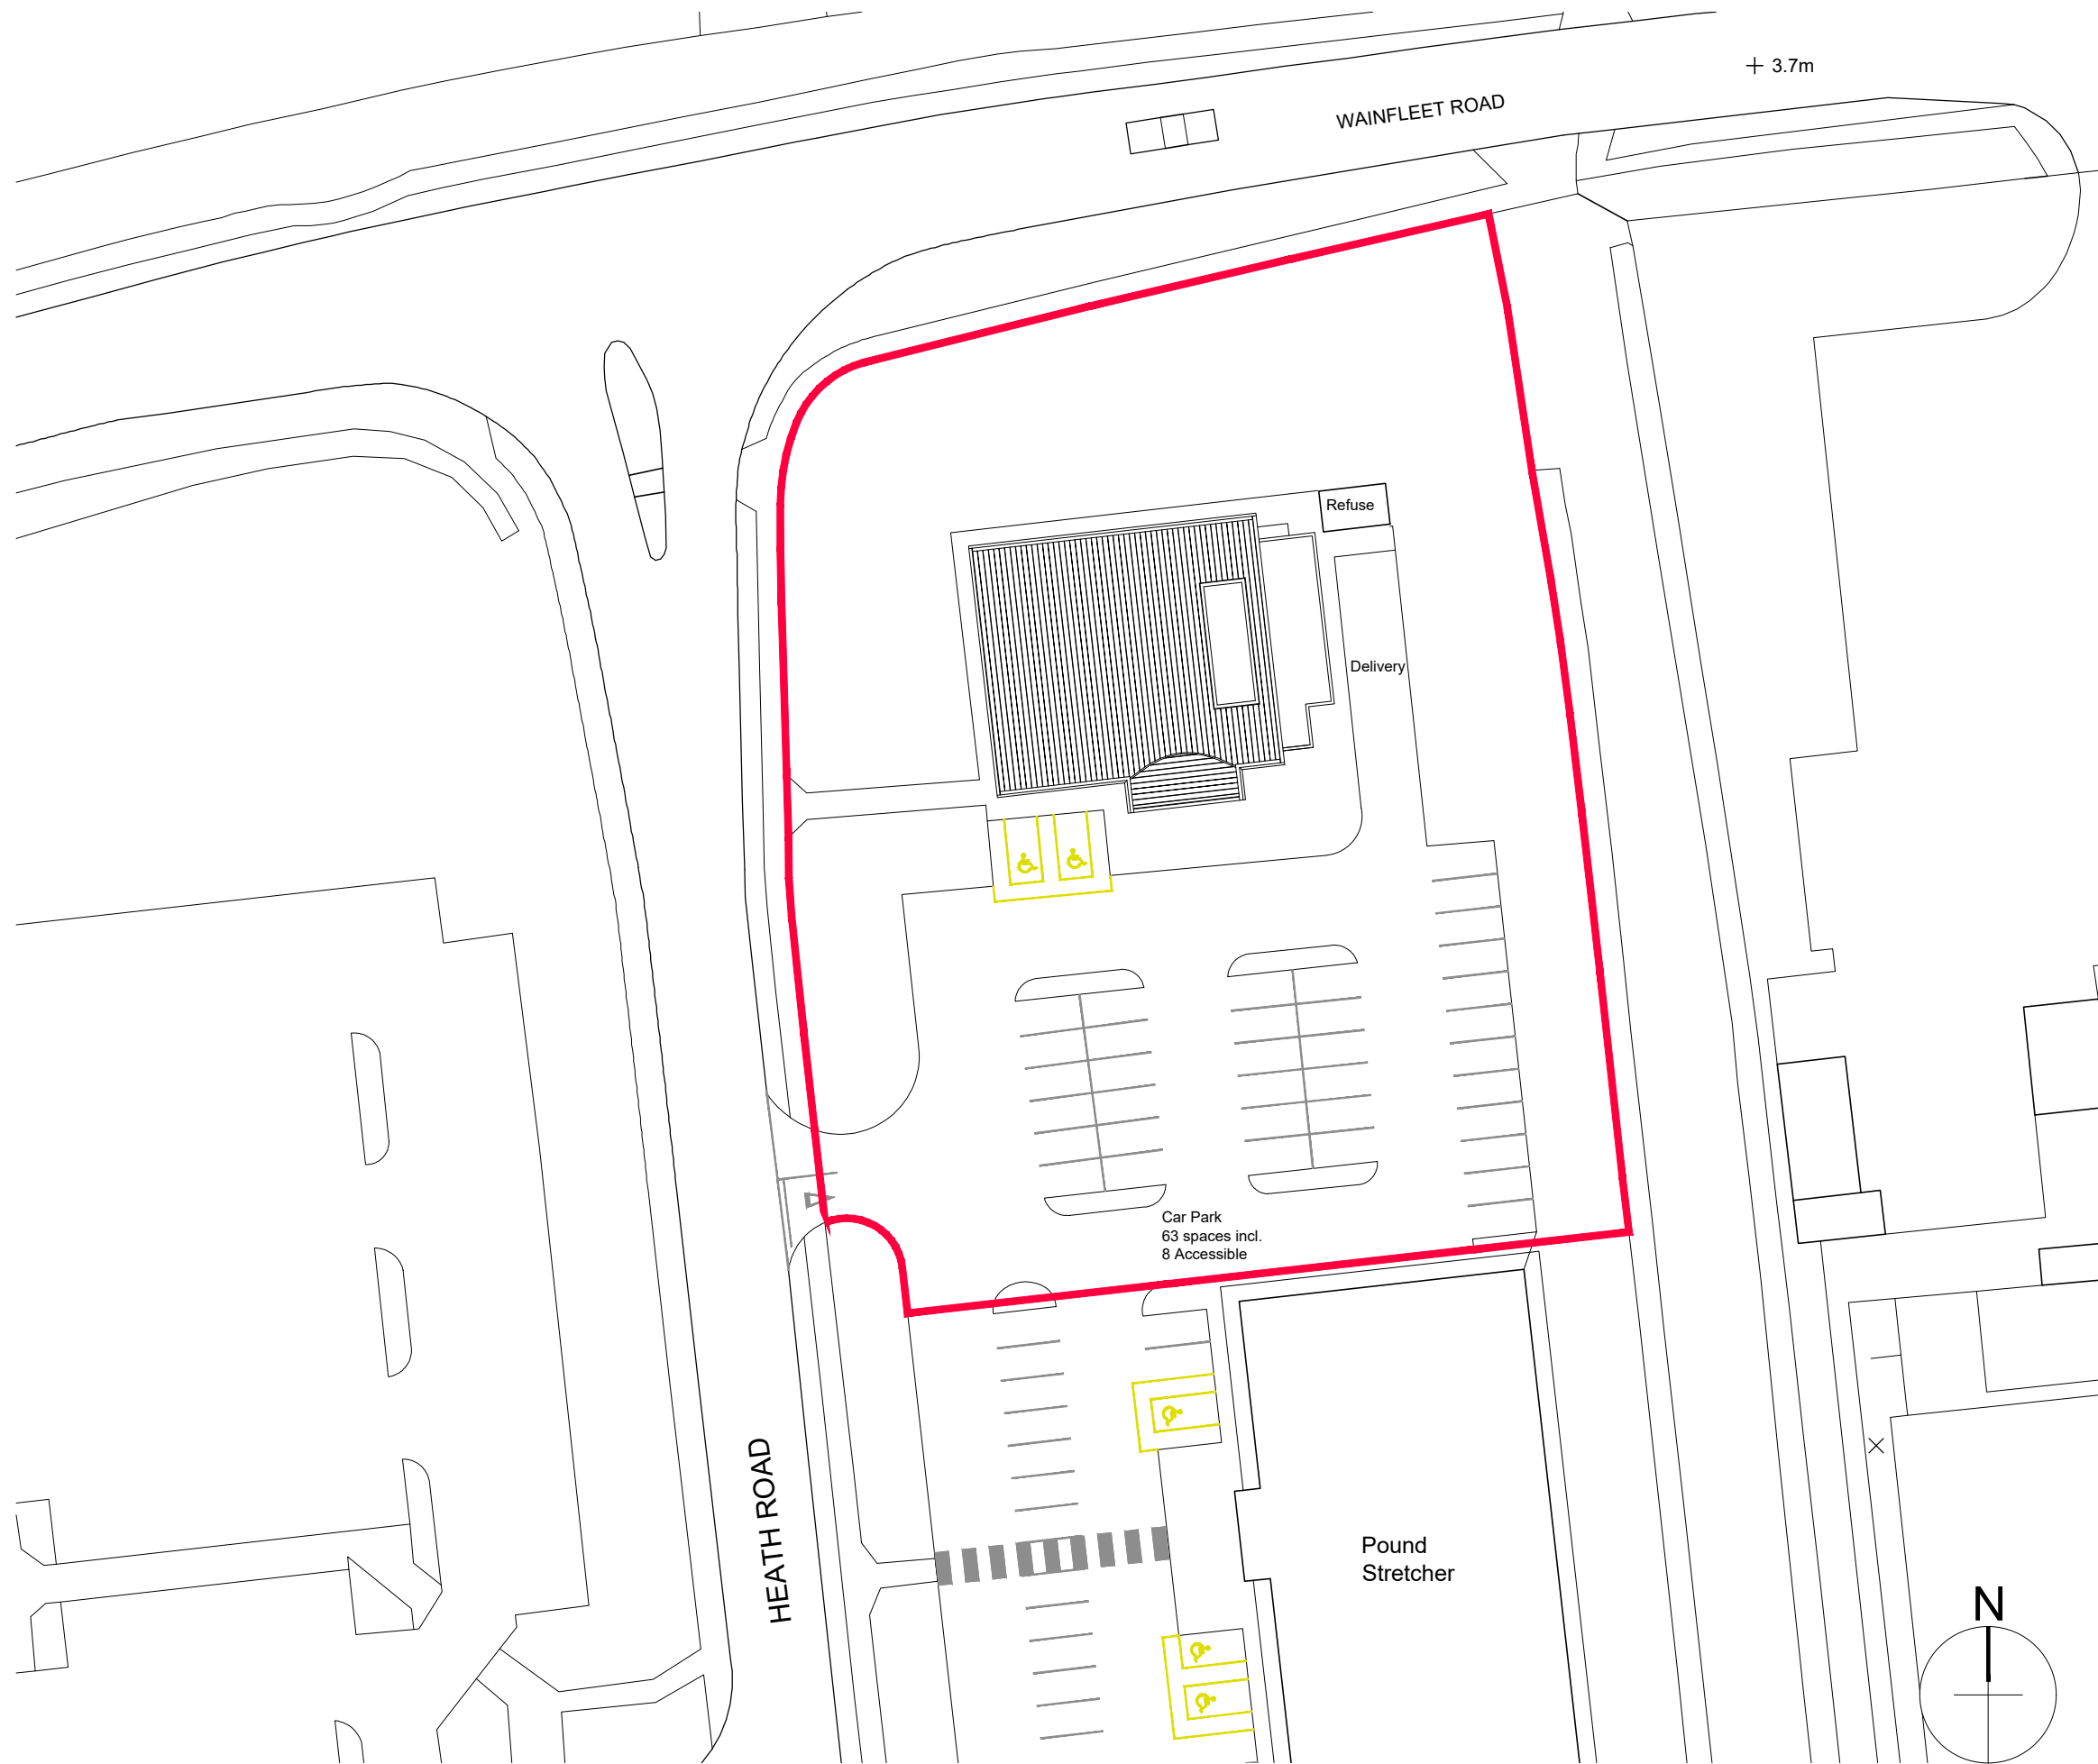 + 3.7m
WAINFLEET ROAD
Refuse
Delivery
Car Park
63 spaces incl.
8 Accessible
HEATH ROAD
Pound
Stretcher
N